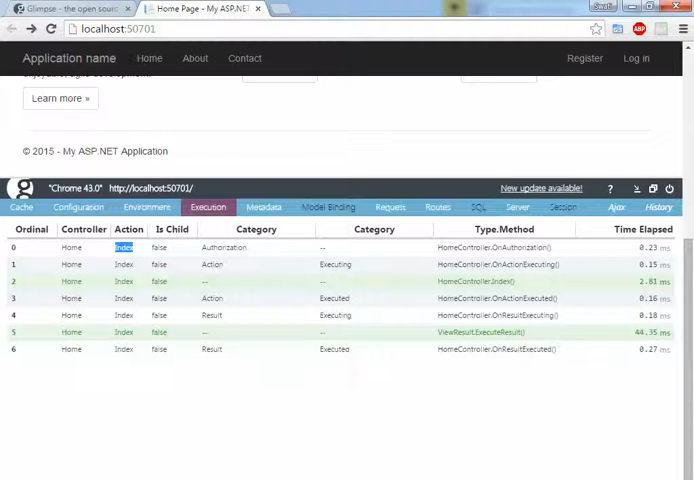 Glimpse - the open sour
Home Page - My ASP.NET
Swati
localhost:50701
ABP
Application name Home About Contact Register Log in
Learn more »
© 2015 - My ASP.NET Application
g "Chrome 43.0" http://localhost:50701/ New update available! ?
Cache Configuration Environment Execution Metadata Model Binding Request Routes SQL Server Session Ajax History
Ordinal Controller Action Is Child Category Category Type.Method Time Elapsed
0 Home Index false Authorization -- HomeController.OnAuthorization() 0.23 ms
1 Home Index false Action Executing HomeController.OnActionExecuting() 0.15 ms
2 Home Index false -- -- HomeController.Index() 2.81 ms
3 Home Index false Action Executed HomeController.OnActionExecuted() 0.16 ms
4 Home Index false Result Executing HomeController.OnResultExecuting() 0.18 ms
5 Home Index false -- -- ViewResult.ExecuteResult() 44.35 ms
6 Home Index false Result Executed HomeController.OnResultExecuted() 0.27 ms